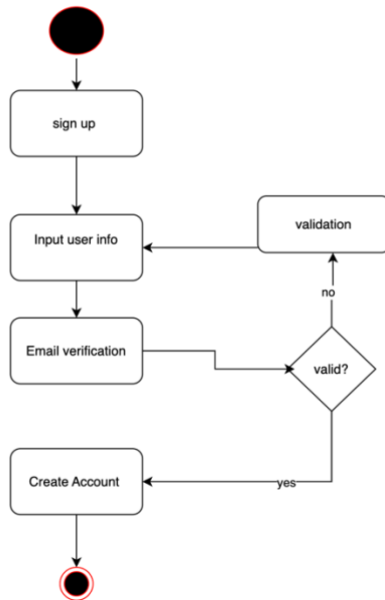 sign up
Input user info
validation
no
Email verification
valid?
Create Account
yes